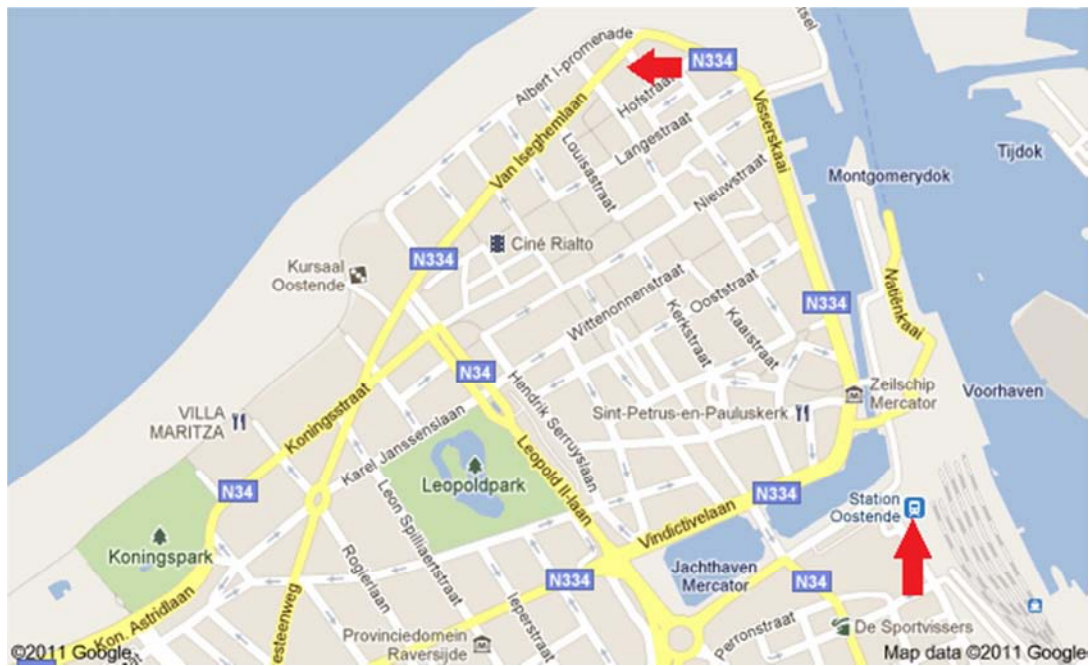 tsel
Albert I-promenade
N334
Hofstraat
Visserskaai
Langestraat
Van Iseghemlaan
Louisastraat
Tijdok
Montgomerydok
Nieuwstraat
Ciné Rialto
N334
Kursaal
Oostende
Wittenonnenstraat
Ooststraat
N334
Natiënkaai
Kerkstraat
Kaaistraat
N34
Hendrik Serruyslaan
Zeilschip
Mercator
Voorhaven
VILLA
MARITZA
Koningsstraat
Sint-Petrus-en-Pauluskerk
Karel Janssenslaan
Leopold II-laan
Leopoldpark
N34
N334
Station
Oostende
Vindictivelaan
Koningspark
Leon Spilliaertstraat
Rogierlaan
Jachthaven
Mercator
N334
N34
Kon. Astridlaan
esteenweg
Ieperstraat
Perronstraat
De Sportvissers
Provinciedomein
Raversijde
©2011 Google
Map data ©2011 Google